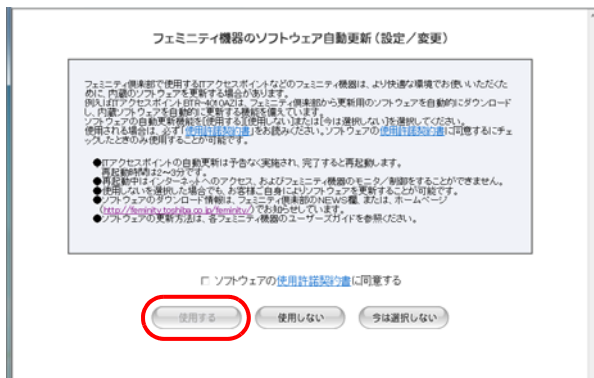 フェミニティ機器のソフトウェア自動更新（設定／変更）
フェミニティ倶楽部で使用するITアクセスポイントなどのフェミニティ機器は、より快適な環境でお使いいただくた
めに、内蔵のソフトウェアを更新する場合があります。
例えばITアクセスポイント(BTR-4010AZ)は、フェミニティ倶楽部から更新用のソフトウェアを自動的にダウンロード
し、内蔵ソフトウェアを自動的に更新する機能を備えています。
ソフトウェアの自動更新機能を[使用する][使用しない]または[今は選択しない]を選択してください。
使用される場合は、必ず「使用許諾契約書」をお読みください。ソフトウェアの使用許諾契約書に同意するにチェ
ックしたときのみ使用することが可能です。
●ITアクセスポイントの自動更新は予告なく実施され、完了すると再起動します。
再起動時間は2～3分です。
●再起動中はインターネットへのアクセス、およびフェミニティ機器のモニタ／制御をすることができません。
●使用しないを選択した場合でも、お客様ご自身によりソフトウェアを更新することが可能です。
●ソフトウェアのダウンロード情報は、フェミニティ倶楽部のNEWS欄、または、ホームページ
（http://feminity.toshiba.co.jp/feminity/）でお知らせしています。
●ソフトウェアの更新方法は、各フェミニティ機器のユーザーズガイドを参照ください。
ソフトウェアの使用許諾契約書に同意する
使用する 使用しない 今は選択しない